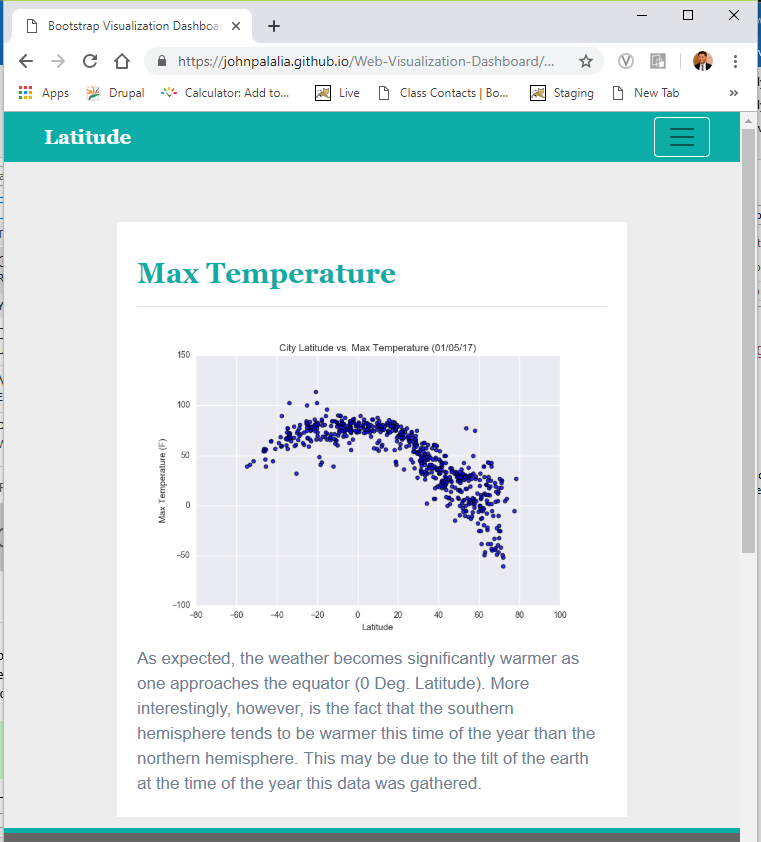 Bootstrap Visualization Dashboar
https://johnpalalia.github.io/Web-Visualization-Dashboard/...
Apps Drupal Calculator: Add to... Live Class Contacts | Bo... Staging New Tab »
Latitude
Max Temperature
City Latitude vs. Max Temperature (01/05/17)
150
100
50
0
−50
−100
Max Temperature (F)
−80 −60 −40 −20 0 20 40 60 80 100
Latitude
As expected, the weather becomes significantly warmer as
one approaches the equator (0 Deg. Latitude). More
interestingly, however, is the fact that the southern
hemisphere tends to be warmer this time of the year than the
northern hemisphere. This may be due to the tilt of the earth
at the time of the year this data was gathered.